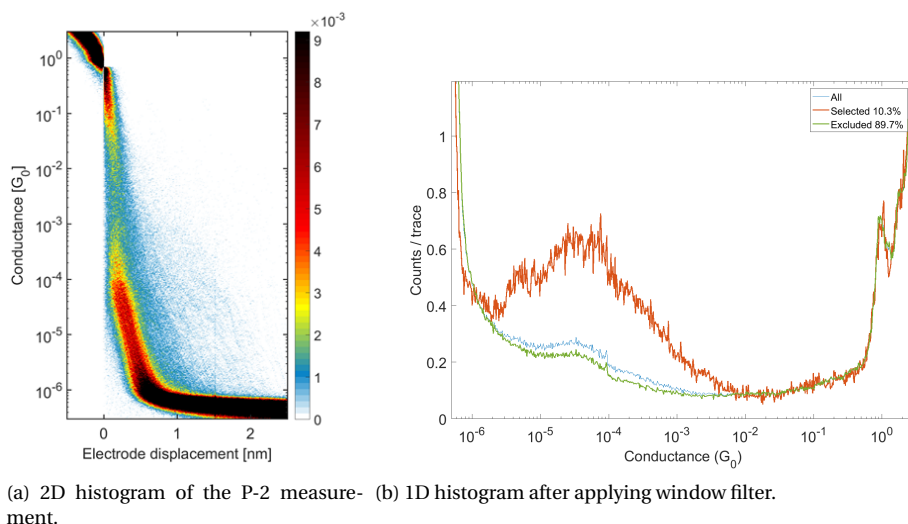 ×10⁻³
10⁰
10⁻¹
10⁻²
10⁻³
10⁻⁴
10⁻⁵
10⁻⁶
Conductance [G₀]
0 1 2
Electrode displacement [nm]
9
8
7
6
5
4
3
2
1
0
All
Selected 10.3%
Excluded 89.7%
1
0.8
0.6
0.4
0.2
0
Counts / trace
10⁻⁶ 10⁻⁵ 10⁻⁴ 10⁻³ 10⁻² 10⁻¹ 10⁰
Conductance (G₀)
(a) 2D histogram of the P-2 measure-
ment.
(b) 1D histogram after applying window filter.